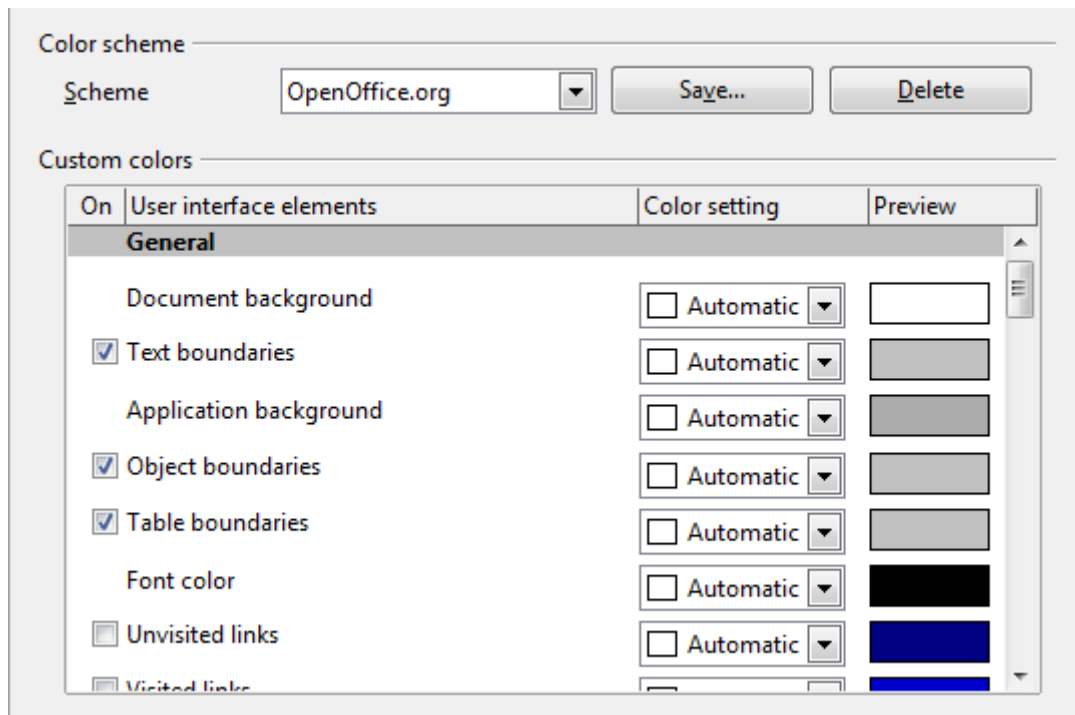 Color scheme
Scheme OpenOffice.org Save... Delete
Custom colors
On User interface elements Color setting Preview
General
Document background Automatic
Text boundaries Automatic
Application background Automatic
Object boundaries Automatic
Table boundaries Automatic
Font color Automatic
Unvisited links Automatic
Visited links